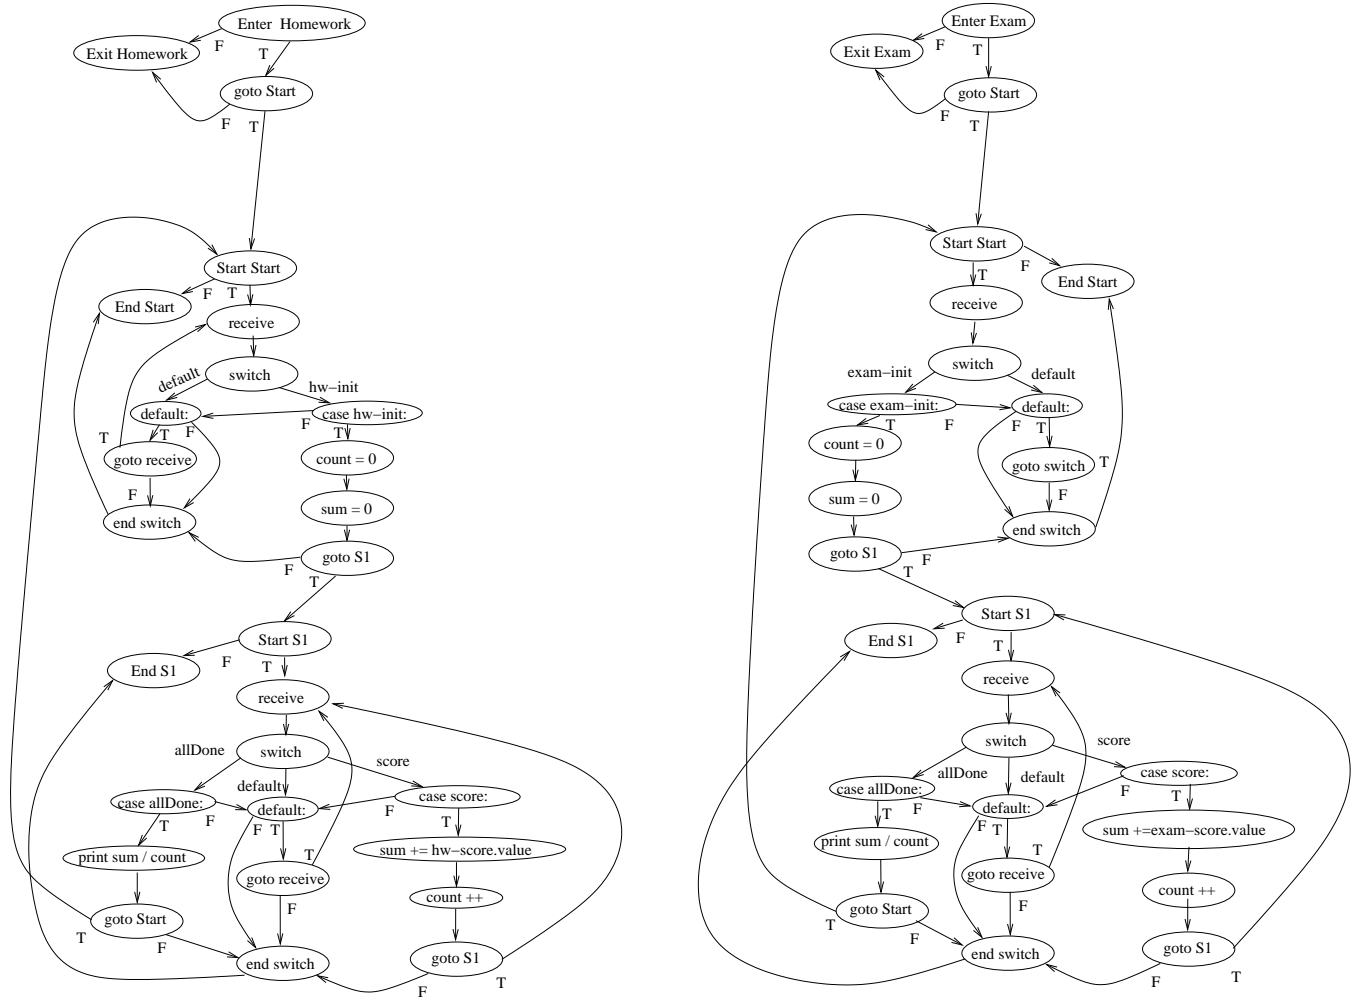 Enter Homework
F
T
Exit Homework
goto Start
F
T
Start Start
F
T
End Start
receive
switch
default
hw-init
default:
case hw-init:
T
T
F
F
T
goto receive
count = 0
F
sum = 0
end switch
goto S1
F
T
Start S1
F
T
End S1
receive
allDone
switch
score
default
case allDone:
default:
case score:
T
F
F
T
F
T
print sum / count
T
sum += hw-score.value
goto receive
count ++
goto Start
F
T
F
end switch
goto S1
F
T
Enter Exam
F
T
Exit Exam
goto Start
F
T
Start Start
F
T
End Start
receive
exam-init
switch
default
case exam-init:
default:
T
F
F
T
count = 0
goto switch
T
F
sum = 0
end switch
goto S1
F
T
Start S1
F
T
End S1
receive
switch
score
allDone
default
case score:
case allDone:
default:
F
T
T
F
F
T
sum +=exam-score.value
print sum / count
T
goto receive
count ++
goto Start
F
T
F
end switch
goto S1
F
T